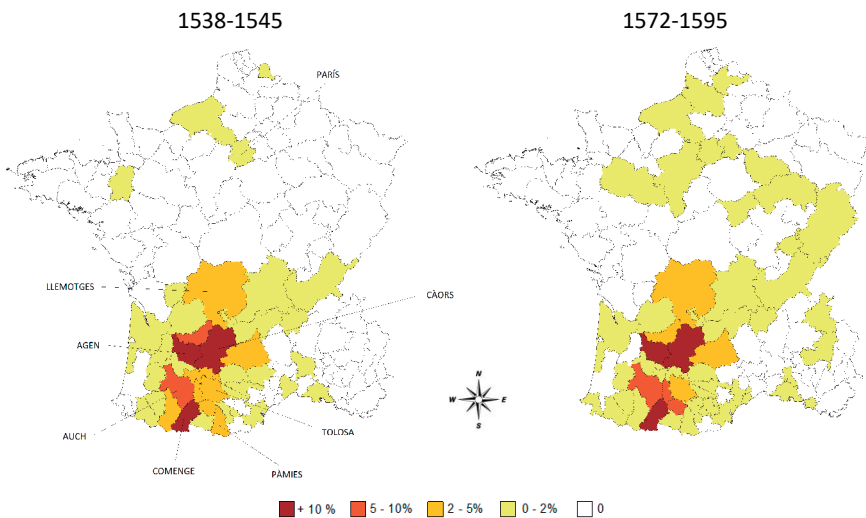 1538-1545
1572-1595
PARÍS
LLEMOTGES
CÀORS
AGEN
N
W
E
S
AUCH
TOLOSA
COMENGE
PÀMIES
+ 10 %
5 - 10%
2 - 5%
0 - 2%
0